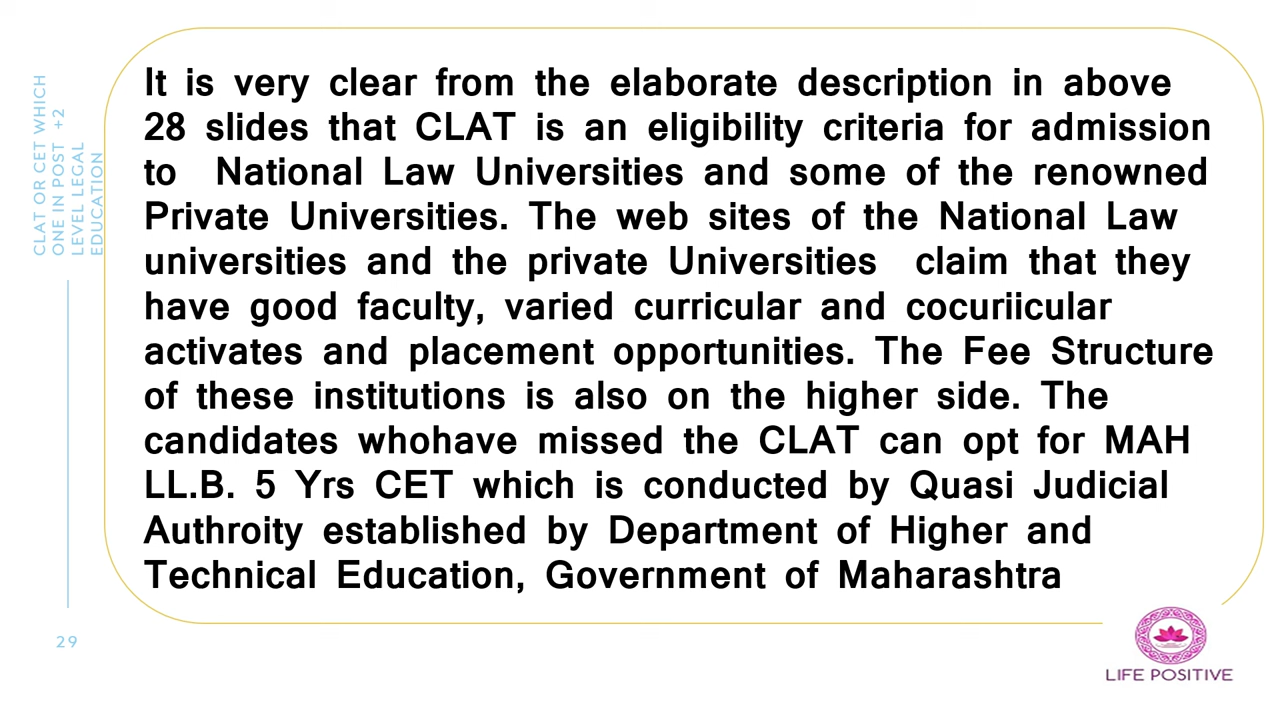 CLAT OR CET WHICH
ONE IN POST +2
LEVEL LEGAL
EDUCATION
It is very clear from the elaborate description in above
28 slides that CLAT is an eligibility criteria for admission
to National Law Universities and some of the renowned
Private Universities. The web sites of the National Law
universities and the private Universities claim that they
have good faculty, varied curricular and cocuriicular
activates and placement opportunities. The Fee Structure
of these institutions is also on the higher side. The
candidates whohave missed the CLAT can opt for MAH
LL.B. 5 Yrs CET which is conducted by Quasi Judicial
Authroity established by Department of Higher and
Technical Education, Government of Maharashtra
29
LIFE POSITIVE